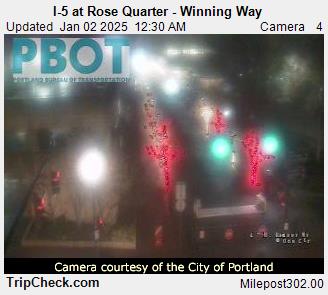 I-5 at Rose Quarter - Winning Way
Updated Jan 02 2025 12:30 AM Camera 4
PBOT
PORTLAND BUREAU OF TRANSPORTATION
Camera courtesy of the City of Portland
TripCheck.com Milepost302.00